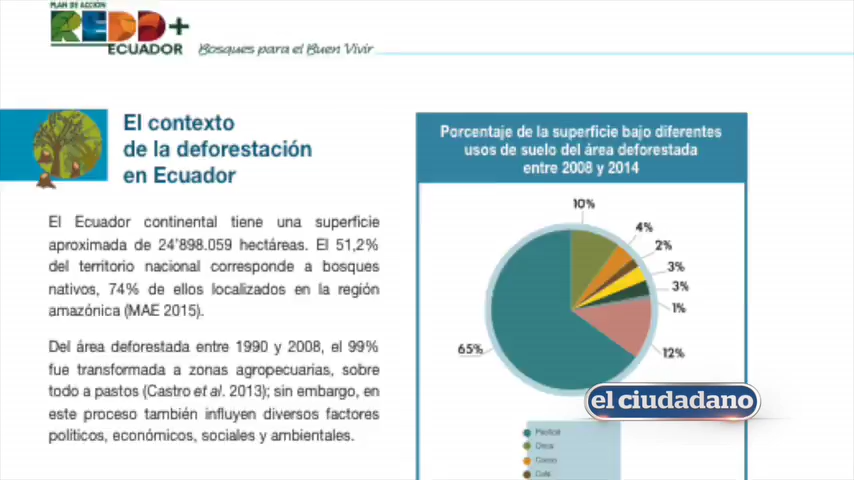 PLAN DE ACCIÓN
REDD+
ECUADOR
Bosques para el Buen Vivir
El contexto
de la deforestación
en Ecuador
El Ecuador continental tiene una superficie
aproximada de 24'898.059 hectáreas. El 51,2%
del territorio nacional corresponde a bosques
nativos, 74% de ellos localizados en la región
amazónica (MAE 2015).
Del área deforestada entre 1990 y 2008, el 99%
fue transformada a zonas agropecuarias, sobre
todo a pastos (Castro et al. 2013); sin embargo, en
este proceso también influyen diversos factores
políticos, económicos, sociales y ambientales.
Porcentaje de la superficie bajo diferentes
usos de suelo del área deforestada
entre 2008 y 2014
10%
4%
2%
3%
3%
1%
12%
65%
el ciudadano
Pastizal
Otros
Cacao
Café